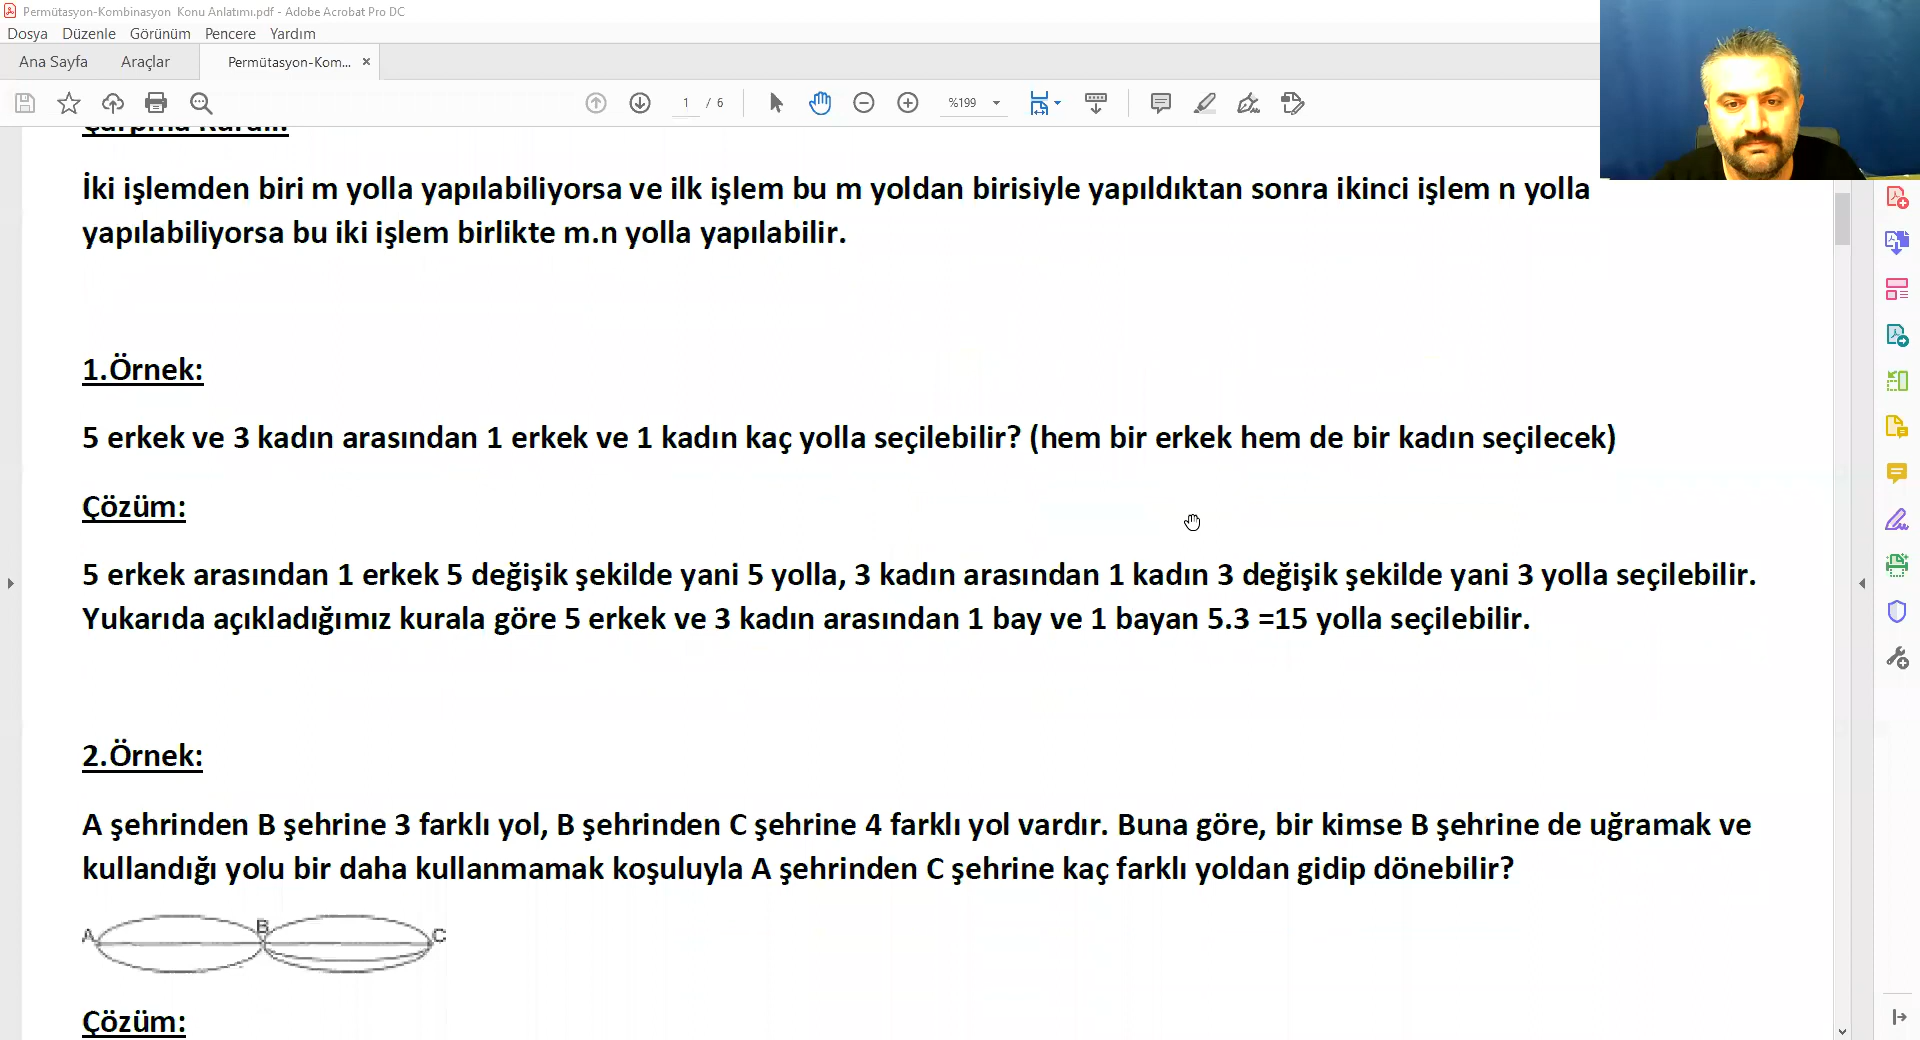 Permütasyon-Kombinasyon Konu Anlatımı.pdf - Adobe Acrobat Pro DC
Dosya Düzenle Görünüm Pencere Yardım
Ana Sayfa Araçlar Permütasyon-Kom... ×
1 / 6 %199
Çarpma Kuralı:
İki işlemden biri m yolla yapılabiliyorsa ve ilk işlem bu m yoldan birisiyle yapıldıktan sonra ikinci işlem n yolla
yapılabiliyorsa bu iki işlem birlikte m.n yolla yapılabilir.
1.Örnek:
5 erkek ve 3 kadın arasından 1 erkek ve 1 kadın kaç yolla seçilebilir? (hem bir erkek hem de bir kadın seçilecek)
Çözüm:
5 erkek arasından 1 erkek 5 değişik şekilde yani 5 yolla, 3 kadın arasından 1 kadın 3 değişik şekilde yani 3 yolla seçilebilir.
Yukarıda açıkladığımız kurala göre 5 erkek ve 3 kadın arasından 1 bay ve 1 bayan 5.3 =15 yolla seçilebilir.
2.Örnek:
A şehrinden B şehrine 3 farklı yol, B şehrinden C şehrine 4 farklı yol vardır. Buna göre, bir kimse B şehrine de uğramak ve
kullandığı yolu bir daha kullanmamak koşuluyla A şehrinden C şehrine kaç farklı yoldan gidip dönebilir?
A B C
Çözüm: